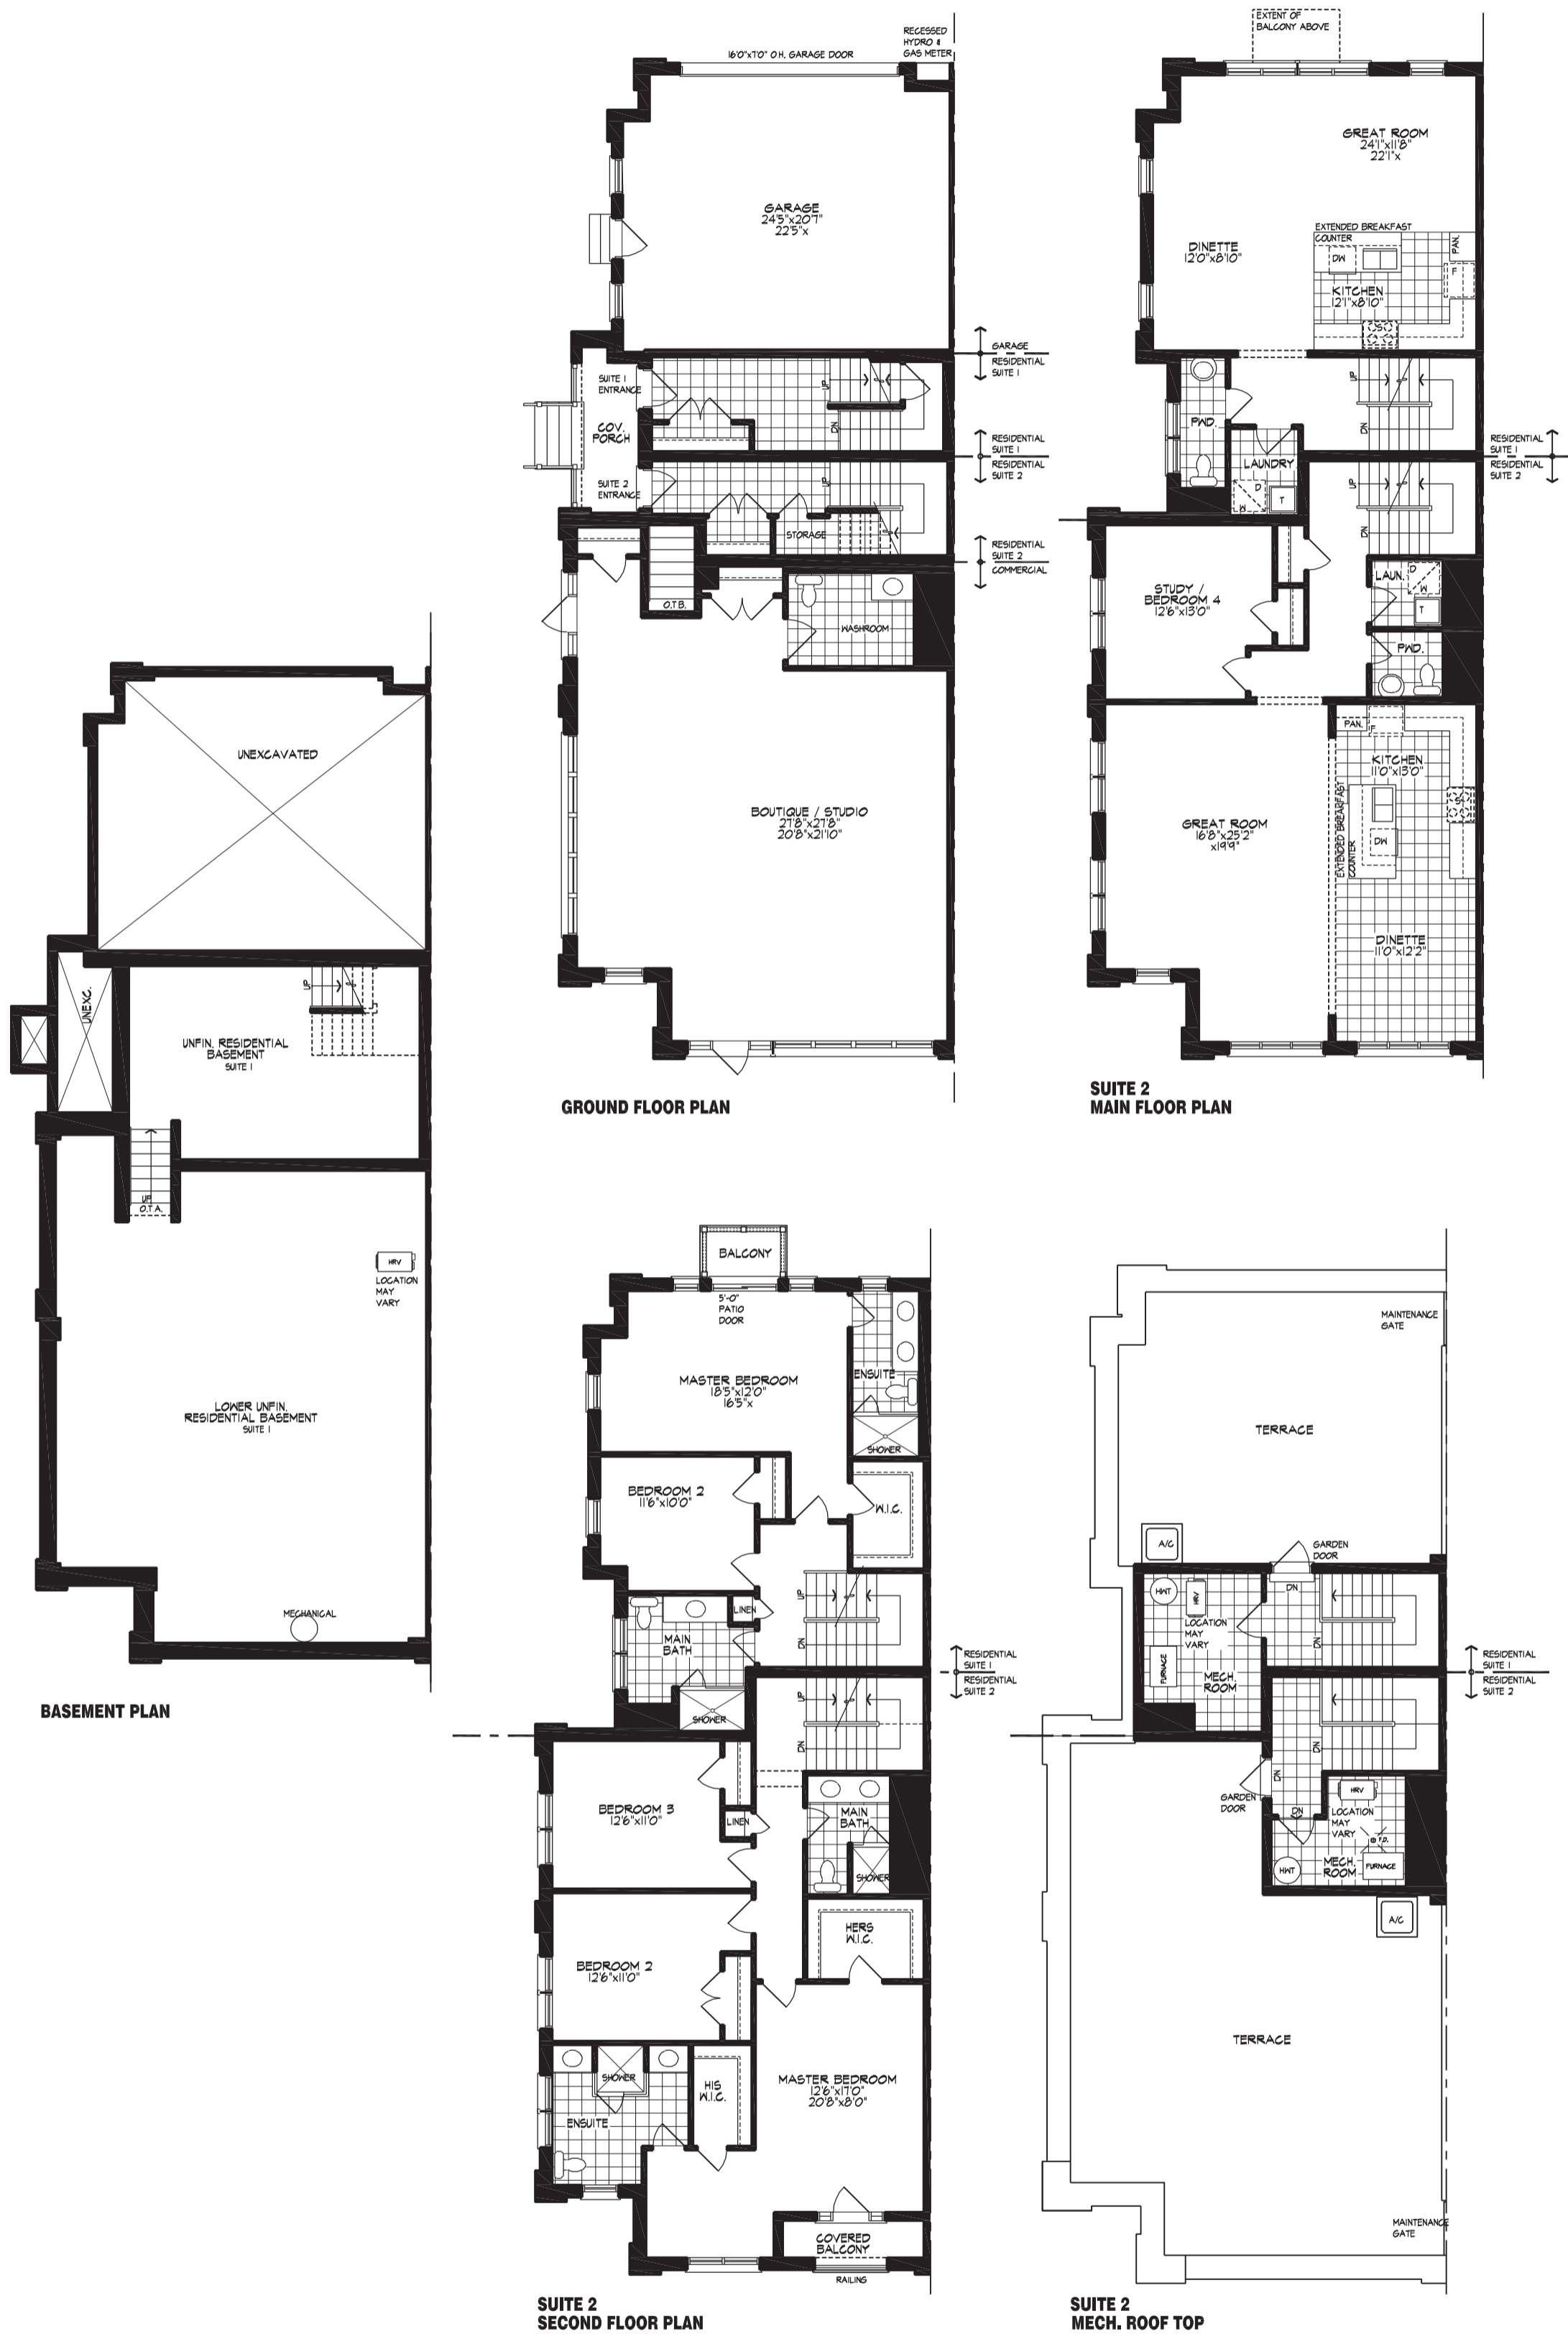 16'0"x7'0" O.H. GARAGE DOOR
RECESSED
HYDRO &
GAS METER
GARAGE
24'5"x20'7"
22'5"x
GARAGE
RESIDENTIAL
SUITE 1
SUITE 1
ENTRANCE
UP
DN
COV.
PORCH
RESIDENTIAL
SUITE 1
RESIDENTIAL
SUITE 2
SUITE 2
ENTRANCE
UP
STORAGE
RESIDENTIAL
SUITE 2
COMMERCIAL
O.T.B.
WASHROOM
BOUTIQUE / STUDIO
27'8"x27'8"
20'8"x21'10"
GROUND FLOOR PLAN
EXTENT OF
BALCONY ABOVE
GREAT ROOM
24'1"x11'8"
22'1"x
EXTENDED BREAKFAST
COUNTER
PAN.
DINETTE
12'0"x8'10"
DW
F
KITCHEN
12'1"x8'10"
S
UP
DN
PWD.
LAUNDRY
D
W
T
RESIDENTIAL
SUITE 1
RESIDENTIAL
SUITE 2
UP
DN
STUDY /
BEDROOM 4
12'6"x13'0"
LAUN.
D
W
T
PWD.
PAN.
F
KITCHEN
11'0"x13'0"
S
EXTENDED BREAKFAST
COUNTER
DW
GREAT ROOM
16'8"x25'2"
x19'9"
DINETTE
11'0"x12'2"
SUITE 2
MAIN FLOOR PLAN
UNEXCAVATED
UNEXC.
UP
UNFIN. RESIDENTIAL
BASEMENT
SUITE 1
UP
O.T.A.
HRV
LOCATION
MAY
VARY
LOWER UNFIN.
RESIDENTIAL BASEMENT
SUITE 1
MECHANICAL
BASEMENT PLAN
BALCONY
5'-0"
PATIO
DOOR
MASTER BEDROOM
18'5"x12'0"
16'5"x
ENSUITE
SHOWER
BEDROOM 2
11'6"x10'0"
W.I.C.
UP
DN
LINEN
MAIN
BATH
SHOWER
RESIDENTIAL
SUITE 1
RESIDENTIAL
SUITE 2
UP
DN
BEDROOM 3
12'6"x11'0"
LINEN
MAIN
BATH
SHOWER
HERS
W.I.C.
BEDROOM 2
12'6"x11'0"
SHOWER
HIS
W.I.C.
ENSUITE
MASTER BEDROOM
12'6"x17'0"
20'8"x8'0"
COVERED
BALCONY
RAILING
SUITE 2
SECOND FLOOR PLAN
MAINTENANCE
GATE
TERRACE
A/C
GARDEN
DOOR
DN
HWT
HRV
LOCATION
MAY
VARY
FURNACE
MECH.
ROOM
DN
RESIDENTIAL
SUITE 1
RESIDENTIAL
SUITE 2
DN
DN
GARDEN
DOOR
DN
HRV
LOCATION
MAY
VARY
F.D.
MECH.
ROOM
HWT
FURNACE
A/C
TERRACE
MAINTENANCE
GATE
SUITE 2
MECH. ROOF TOP